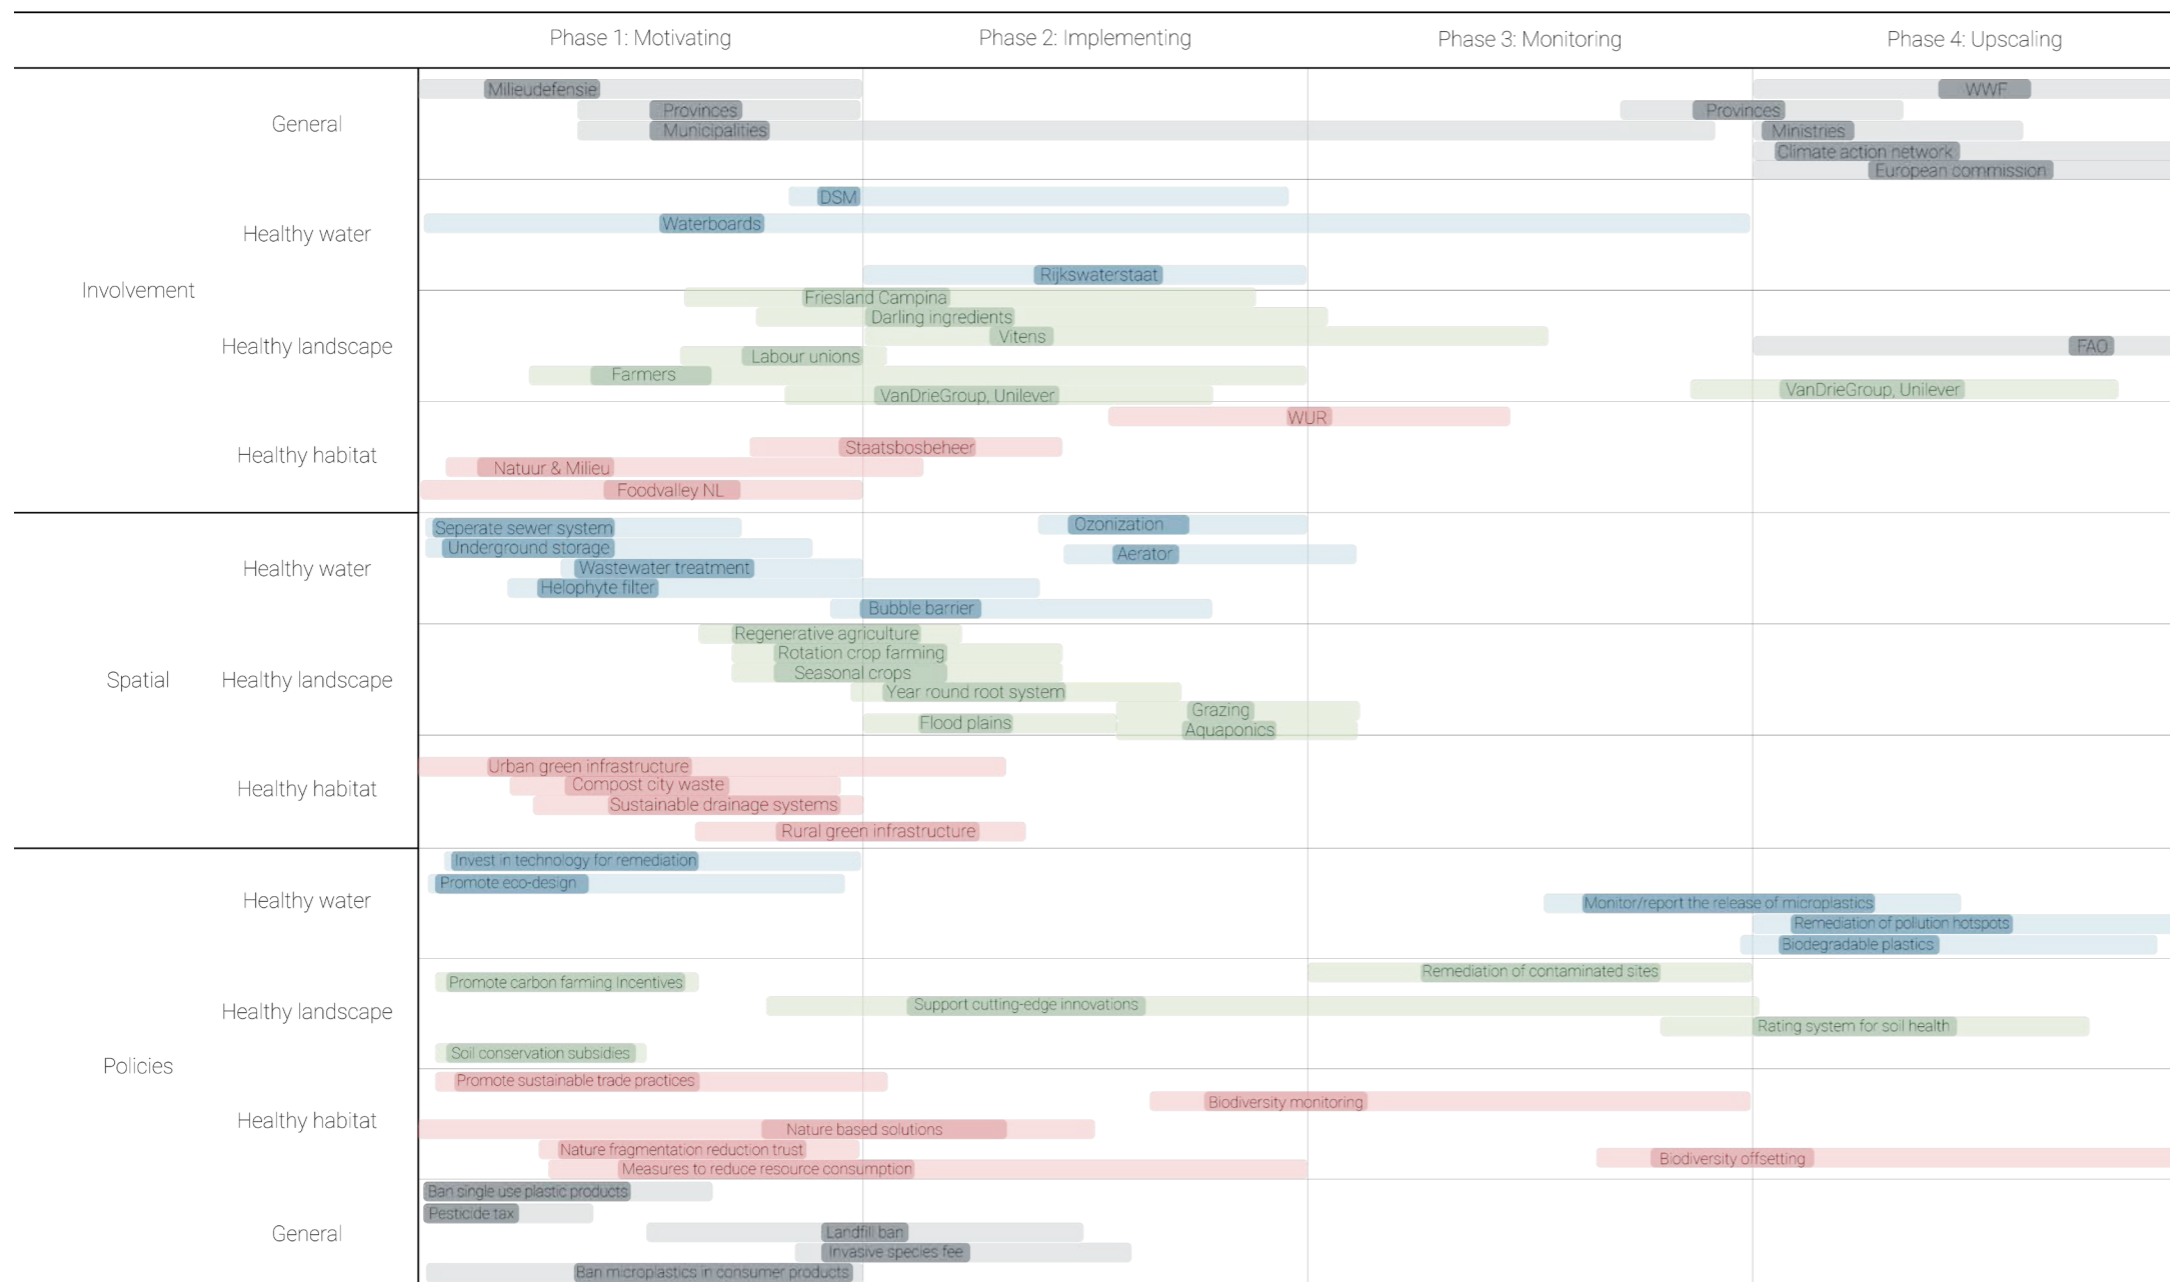 Phase 1: Motivating
Phase 2: Implementing
Phase 3: Monitoring
Phase 4: Upscaling
Involvement
General
Milieudefensie
WWF
Provinces
Provinces
Municipalities
Ministries
Climate action network
European commission
Healthy water
DSM
Waterboards
Rijkswaterstaat
Healthy landscape
Friesland Campina
Darling ingredients
Vitens
FAO
Labour unions
Farmers
VanDrieGroup, Unilever
VanDrieGroup, Unilever
Healthy habitat
WUR
Staatsbosbeheer
Natuur & Milieu
Foodvalley NL
Spatial
Healthy water
Seperate sewer system
Ozonization
Underground storage
Aerator
Wastewater treatment
Helophyte filter
Bubble barrier
Healthy landscape
Regenerative agriculture
Rotation crop farming
Seasonal crops
Year round root system
Grazing
Flood plains
Aquaponics
Healthy habitat
Urban green infrastructure
Compost city waste
Sustainable drainage systems
Rural green infrastructure
Policies
Healthy water
Invest in technology for remediation
Promote eco-design
Monitor/report the release of microplastics
Remediation of pollution hotspots
Biodegradable plastics
Healthy landscape
Remediation of contaminated sites
Promote carbon farming Incentives
Support cutting-edge innovations
Rating system for soil health
Soil conservation subsidies
Healthy habitat
Promote sustainable trade practices
Biodiversity monitoring
Nature based solutions
Nature fragmentation reduction trust
Biodiversity offsetting
Measures to reduce resource consumption
General
Ban single use plastic products
Pesticide tax
Landfill ban
Invasive species fee
Ban microplastics in consumer products